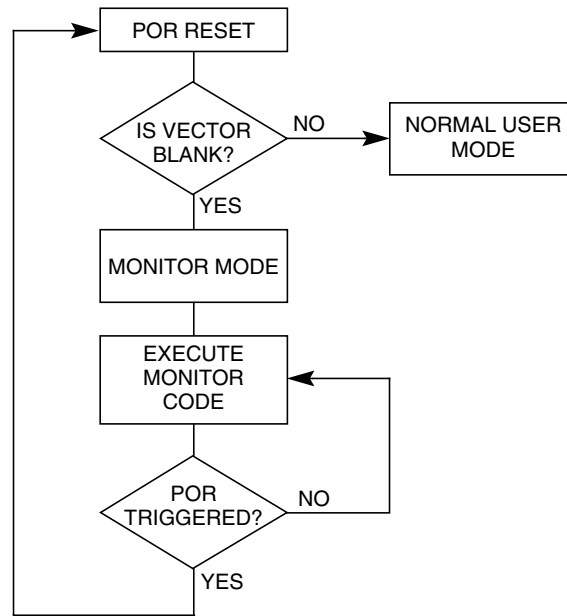 POR RESET
IS VECTOR
BLANK?
NO
NORMAL USER
MODE
YES
MONITOR MODE
EXECUTE
MONITOR
CODE
POR
TRIGGERED?
NO
YES